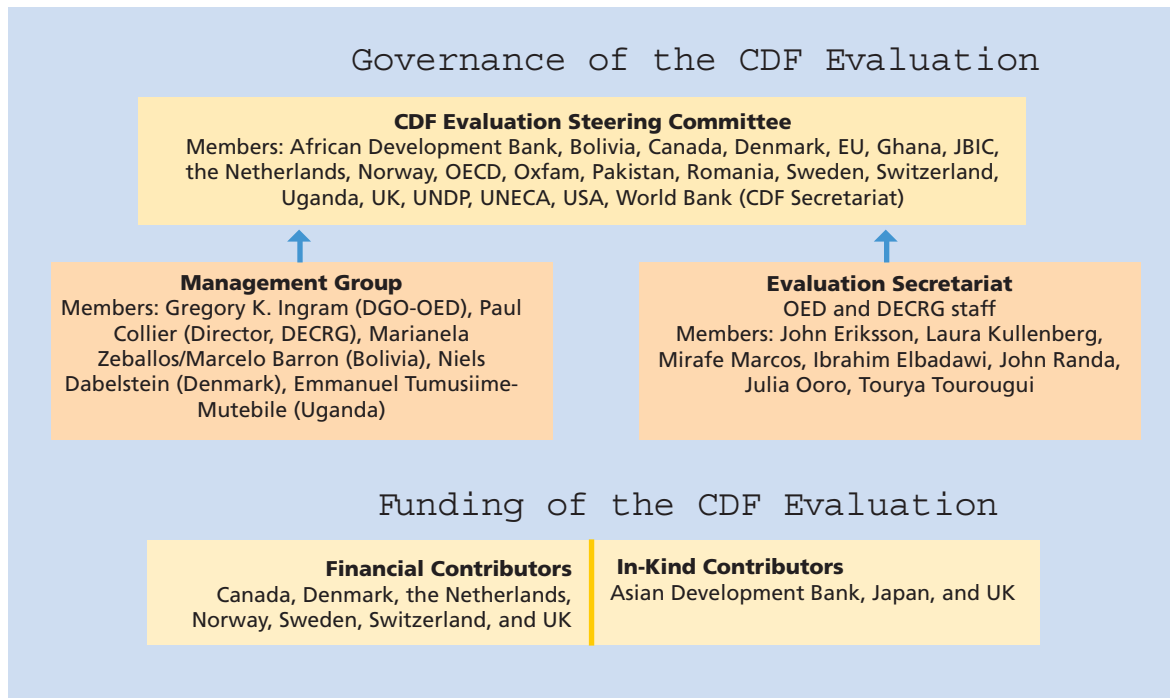 Governance of the CDF Evaluation
CDF Evaluation Steering Committee
Members: African Development Bank, Bolivia, Canada, Denmark, EU, Ghana, JBIC,
the Netherlands, Norway, OECD, Oxfam, Pakistan, Romania, Sweden, Switzerland,
Uganda, UK, UNDP, UNECA, USA, World Bank (CDF Secretariat)
Management Group
Members: Gregory K. Ingram (DGO-OED), Paul
Collier (Director, DECRG), Marianela
Zeballos/Marcelo Barron (Bolivia), Niels
Dabelstein (Denmark), Emmanuel Tumusiime-
Mutebile (Uganda)
Evaluation Secretariat
OED and DECRG staff
Members: John Eriksson, Laura Kullenberg,
Mirafe Marcos, Ibrahim Elbadawi, John Randa,
Julia Ooro, Tourya Tourougui
Funding of the CDF Evaluation
Financial Contributors
Canada, Denmark, the Netherlands,
Norway, Sweden, Switzerland, and UK
In-Kind Contributors
Asian Development Bank, Japan, and UK